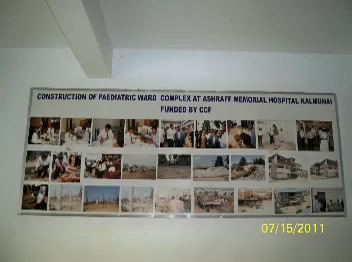 CONSTRUCTION OF PAEDIATRIC WARD COMPLEX AT ASHRAFF MEMORIAL HOSPITAL KALMUNAI
FUNDED BY CCF
07/15/2011